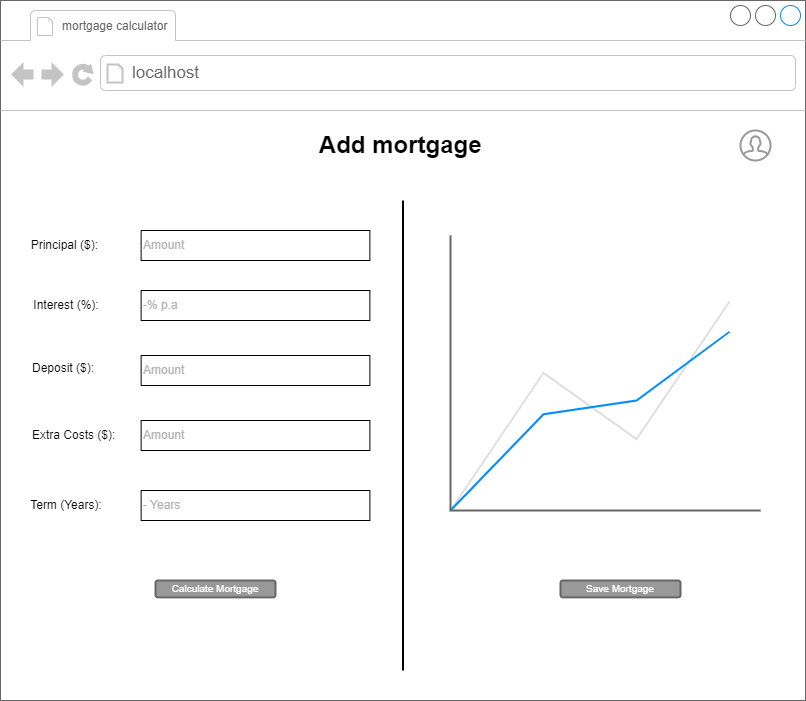 mortgage calculator
localhost
Add mortgage
Principal ($):
Amount
Interest (%):
-% p.a
Deposit ($):
Amount
Extra Costs ($):
Amount
Term (Years):
- Years
Calculate Mortgage
Save Mortgage